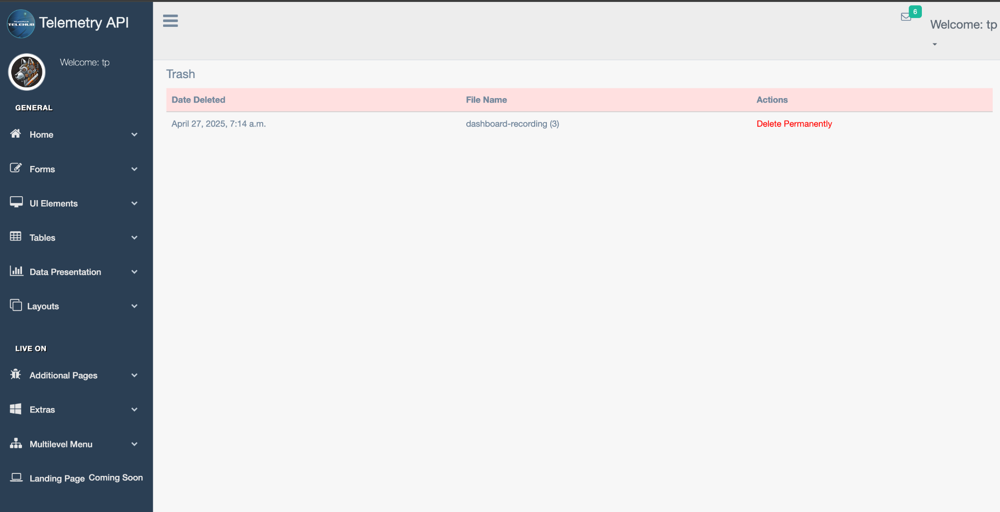 TELEHUB
Telemetry API
6
Welcome: tp
Welcome: tp
GENERAL
Home
Forms
UI Elements
Tables
Data Presentation
Layouts
LIVE ON
Additional Pages
Extras
Multilevel Menu
Landing Page Coming Soon
Trash
Date Deleted File Name Actions
April 27, 2025, 7:14 a.m. dashboard-recording (3) Delete Permanently